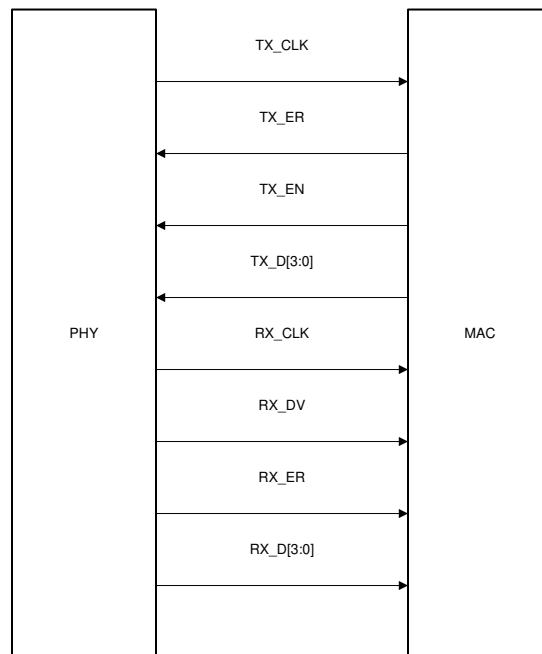 TX_CLK
TX_ER
TX_EN
TX_D[3:0]
PHY
RX_CLK
MAC
RX_DV
RX_ER
RX_D[3:0]